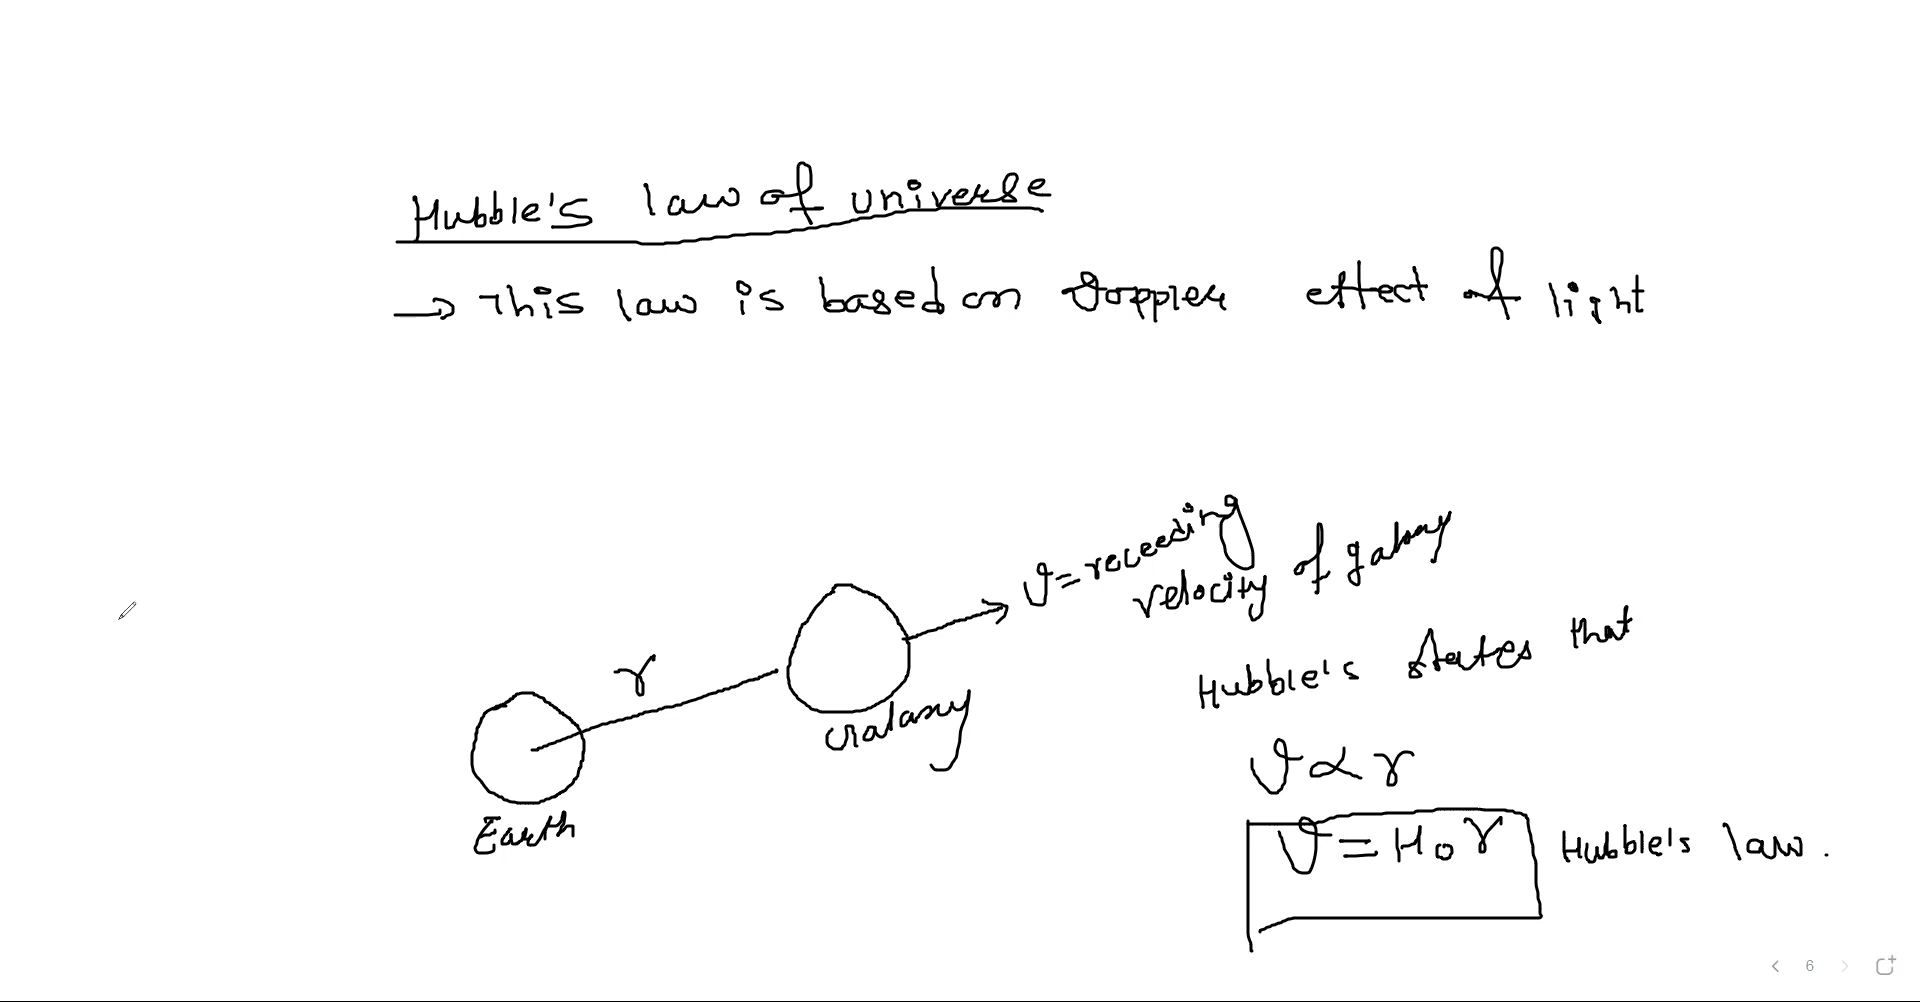 Hubble's law of universe
→ This law is based on Doppler effect of light
v = receeding
velocity of galaxy
r
Galaxy
Earth
Hubble's states that
v ∝ r
v = H₀r Hubble's law.
6